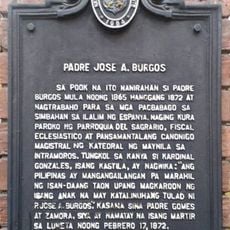 PADRE JOSE A. BURGOS
SA POOK NA ITO NANIRAHAN SI PADRE
BURGOS MULA NOONG 1865 HANGGANG 1872 AT
NAGTRABAHO PARA SA MGA PAGBABAGO SA
SIMBAHAN SA ILALIM NG ESPANYA. NAGING KURA
PAROKO NG PARROQUIA DEL SAGRARIO, FISCAL
ECLESIASTICO AT PANSAMANTALANG CANONIGO
MAGISTRAL NG KATEDRAL NG MAYNILA SA
INTRAMUROS. TUNGKOL SA KANYA SI KARDINAL
GONZALES, ISANG KASTILA, AY NAGWIKA: "ANG
PILIPINAS AY MANGANGAILANGAN PA MARAHIL
NG ISAN-DAANG TAON UPANG MAGKAROON NG
IBANG ANAK NA MAY KATALINUHANG TULAD NI
P. JOSE A. BURGOS." KASAMA SINA PADRE GOMES
AT ZAMORA, SIYA AY NAMATAY NA ISANG MARTIR
SA LUNETA NOONG PEBRERO 17, 1872.